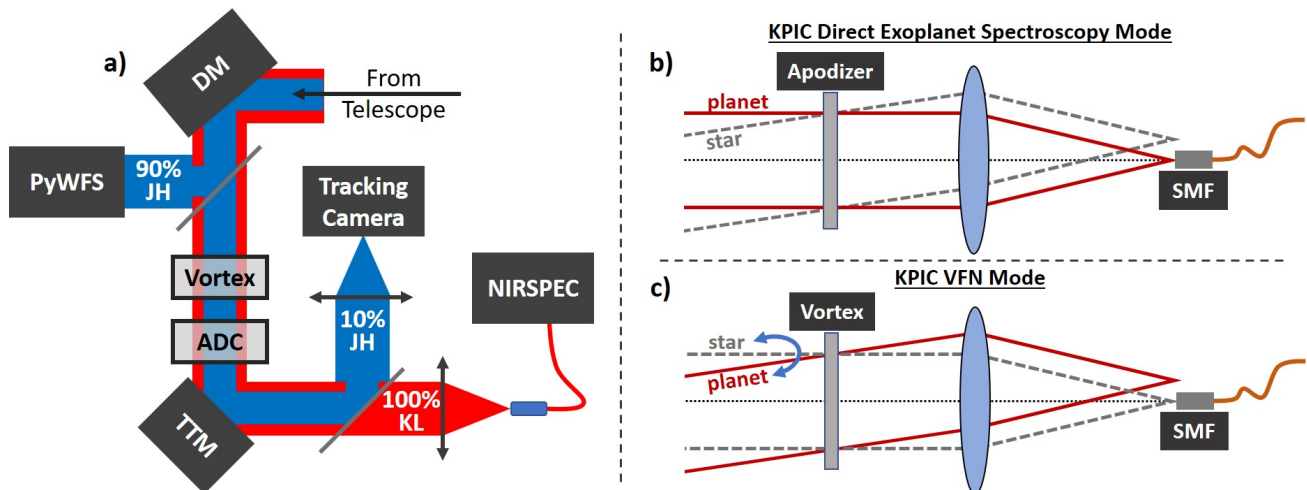 a)
DM
From
Telescope
PyWFS
90%
JH
Tracking
Camera
Vortex
ADC
10%
JH
NIRSPEC
TTM
100%
KL
KPIC Direct Exoplanet Spectroscopy Mode
b)
Apodizer
planet
star
SMF
KPIC VFN Mode
c)
Vortex
star
planet
SMF